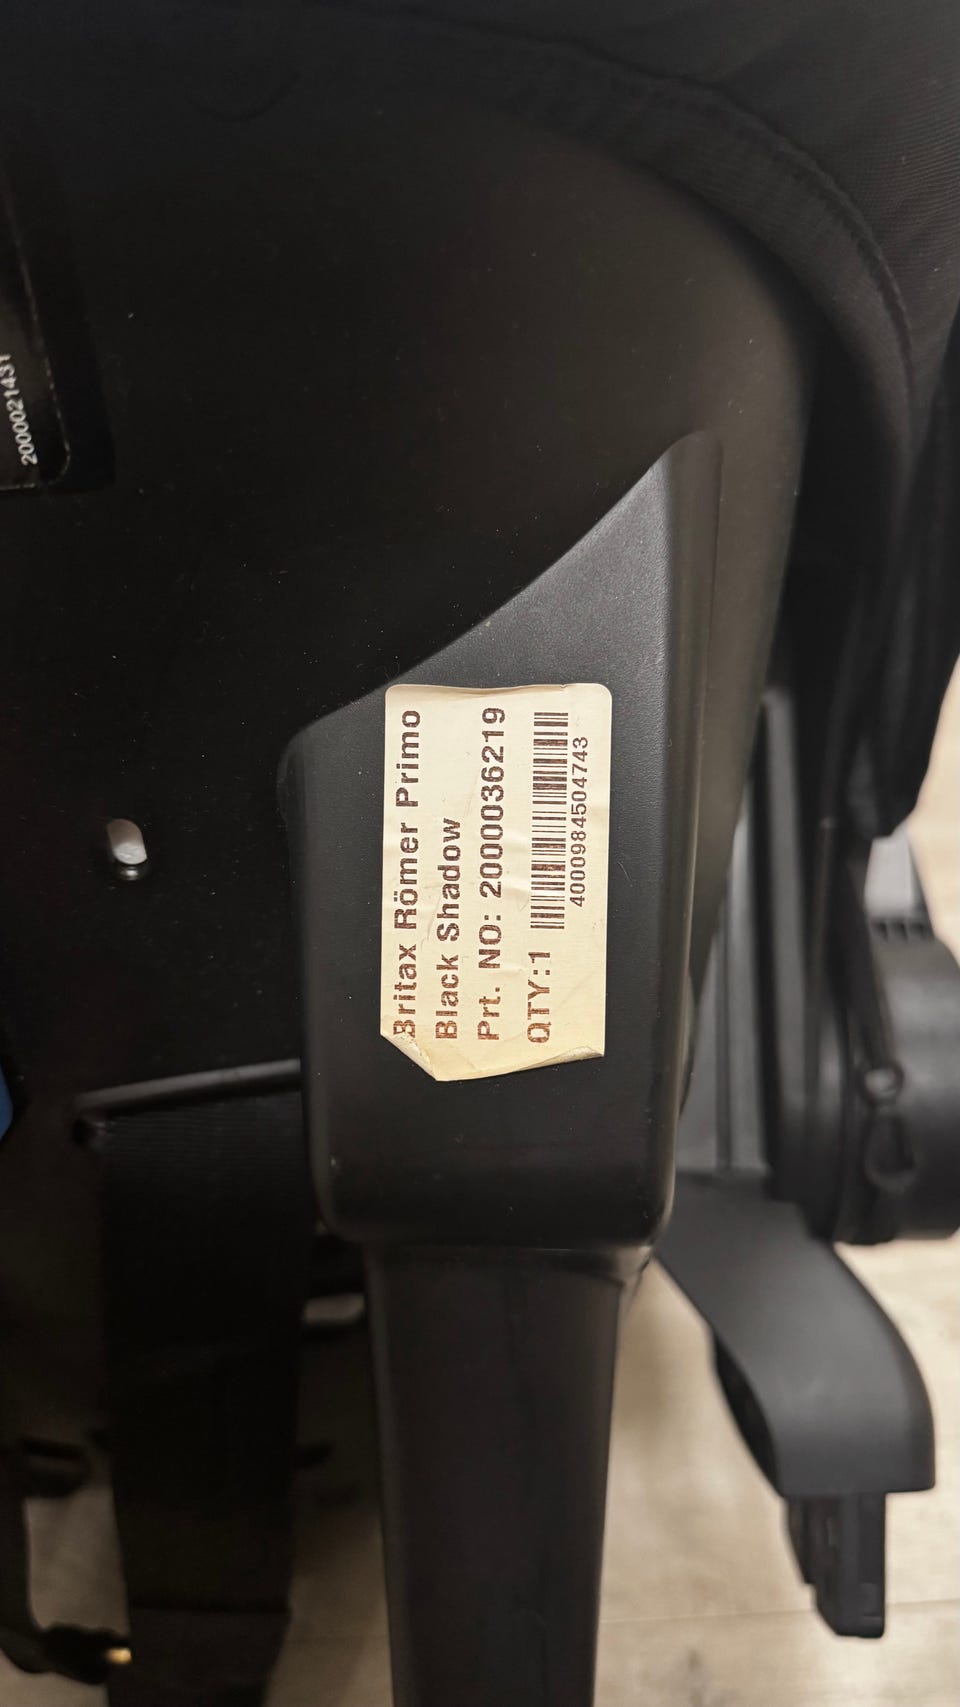 2000021431
Britax Römer Primo
Black Shadow
Prt. NO: 2000036219
QTY:1
4000984504743